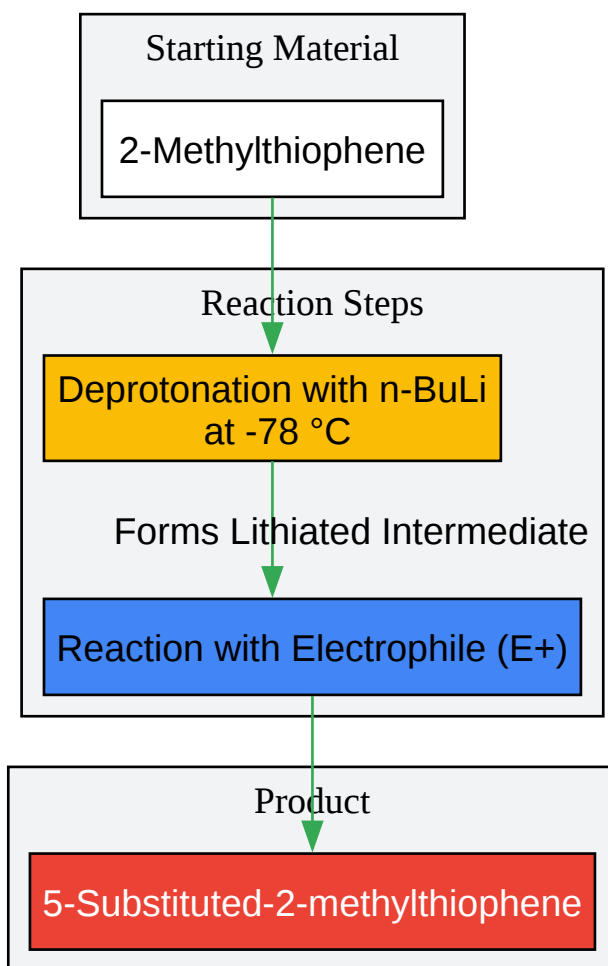 Starting Material
2-Methylthiophene
Reaction Steps
Deprotonation with n-BuLi
at -78 °C
Forms Lithiated Intermediate
Reaction with Electrophile (E+)
Product
5-Substituted-2-methylthiophene